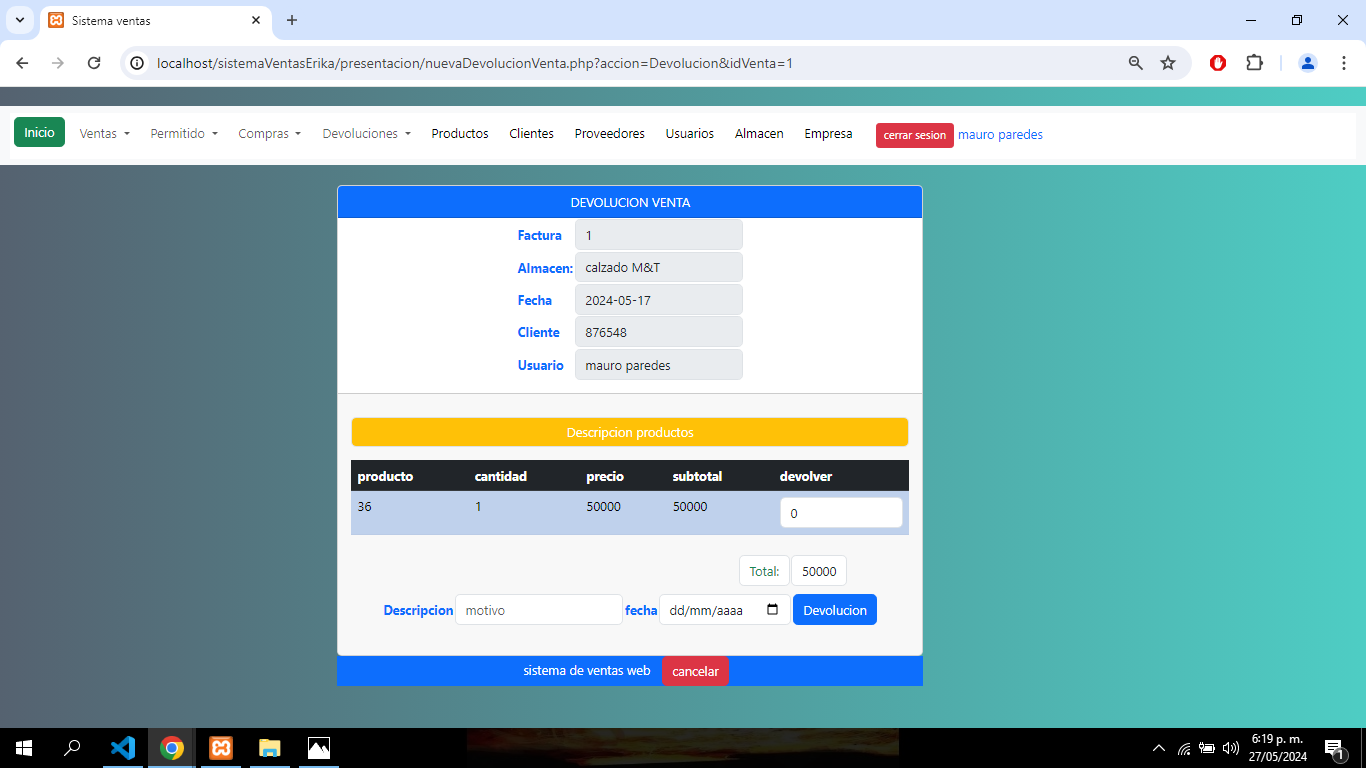 Sistema ventas
localhost/sistemaVentasErika/presentacion/nuevaDevolucionVenta.php?accion=Devolucion&idVenta=1
Inicio Ventas Permitido Compras Devoluciones Productos Clientes Proveedores Usuarios Almacen Empresa cerrar sesion mauro paredes
DEVOLUCION VENTA
Factura 1
Almacen: calzado M&T
Fecha 2024-05-17
Cliente 876548
Usuario mauro paredes
Descripcion productos
producto cantidad precio subtotal devolver
36 1 50000 50000 0
Total: 50000
Descripcion motivo fecha dd/mm/aaaa Devolucion
sistema de ventas web cancelar
6:19 p. m.
27/05/2024
1